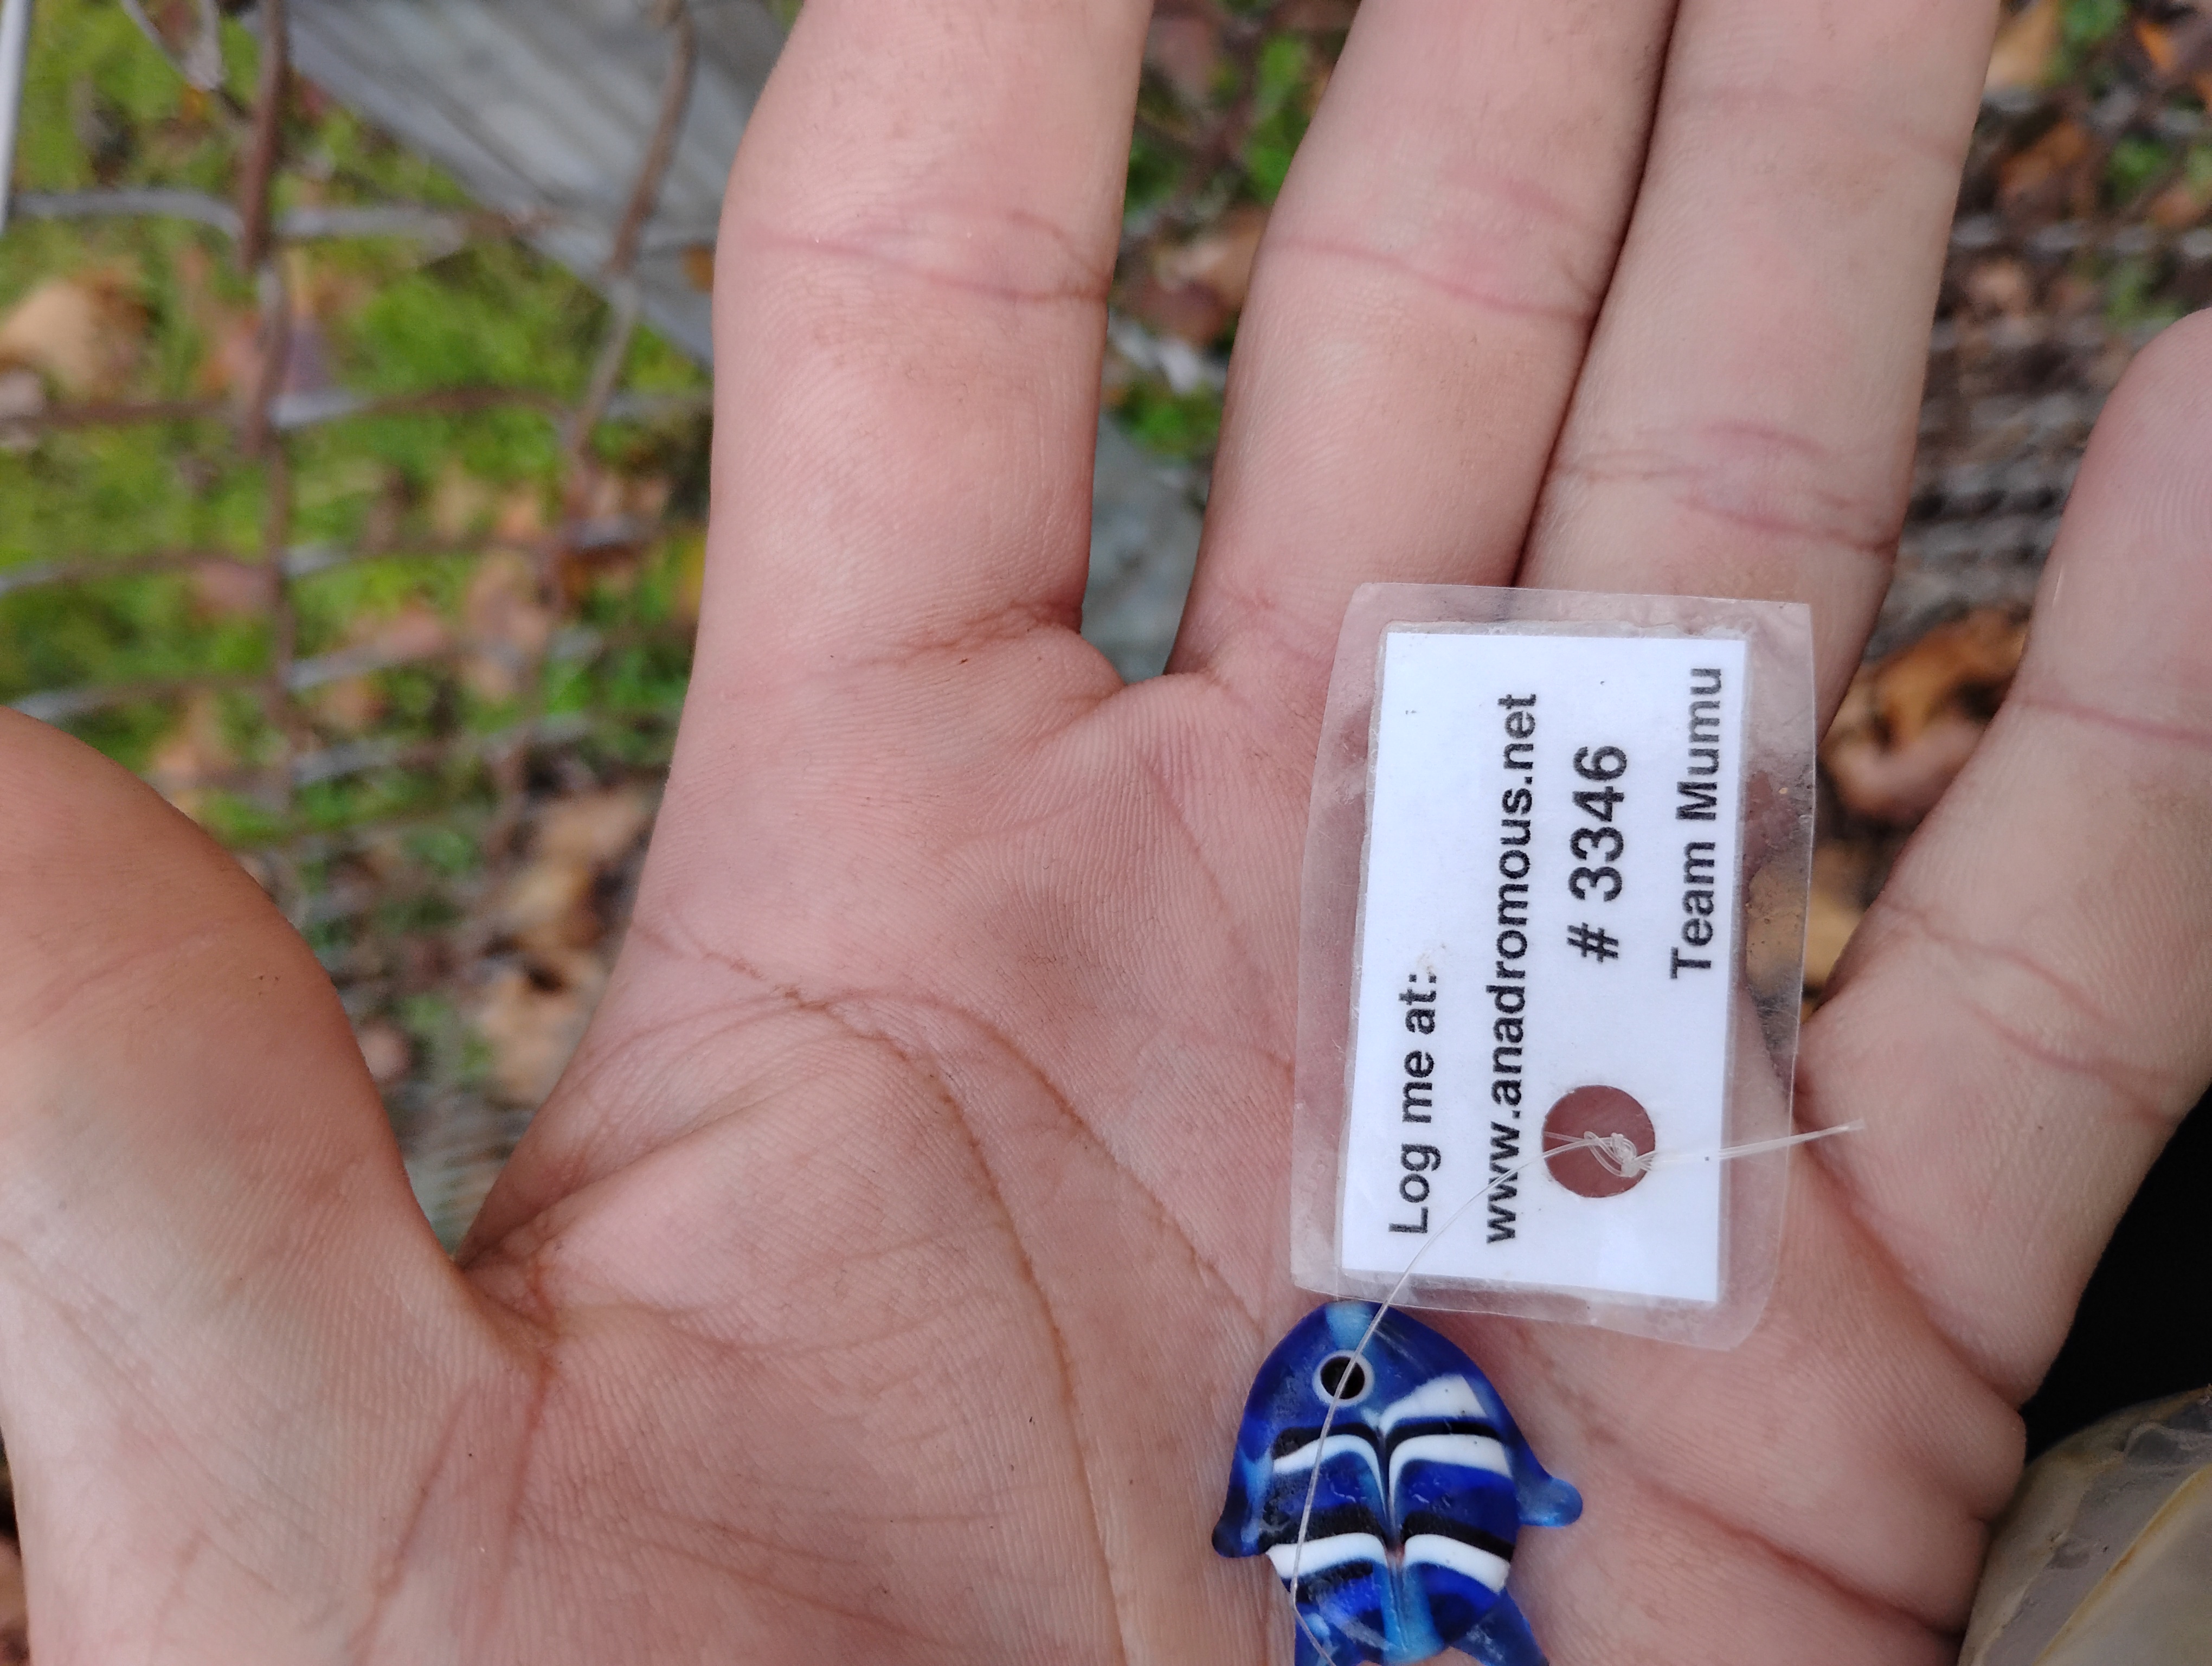 Log me at:
www.anadromous.net
# 3346
Team Mumu